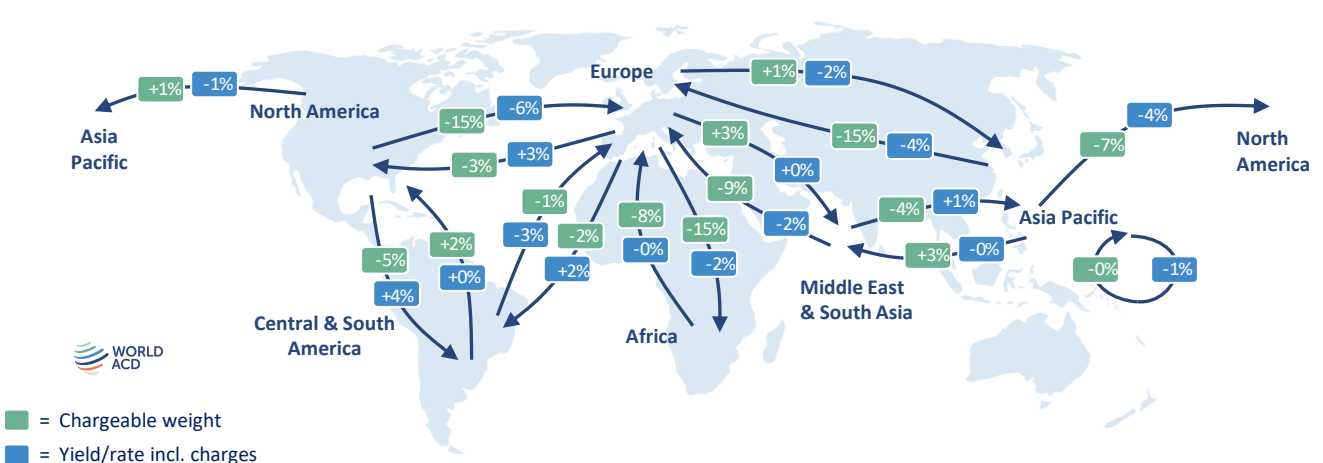 Europe
+1%
-2%
+1%
-1%
North America
Asia
Pacific
-6%
-15%
+3%
-3%
+3%
+0%
-15%
-4%
-4%
-7%
North
America
-9%
-2%
-1%
-3%
-2%
+2%
-8%
-0%
-15%
-2%
-4%
+1%
Asia Pacific
+3%
-0%
-0%
-1%
+2%
+0%
-5%
+4%
Middle East
& South Asia
Central & South
America
Africa
WORLD
ACD
= Chargeable weight
= Yield/rate incl. charges